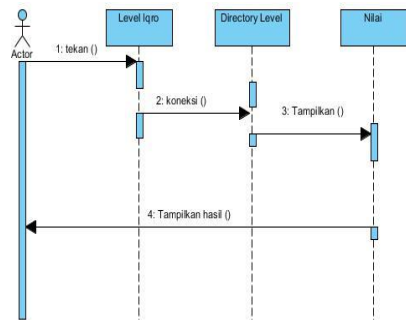 Level Iqro
Directory Level
Nilai
Actor
1: tekan ()
2: koneksi ()
3: Tampilkan ()
4: Tampilkan hasil ()